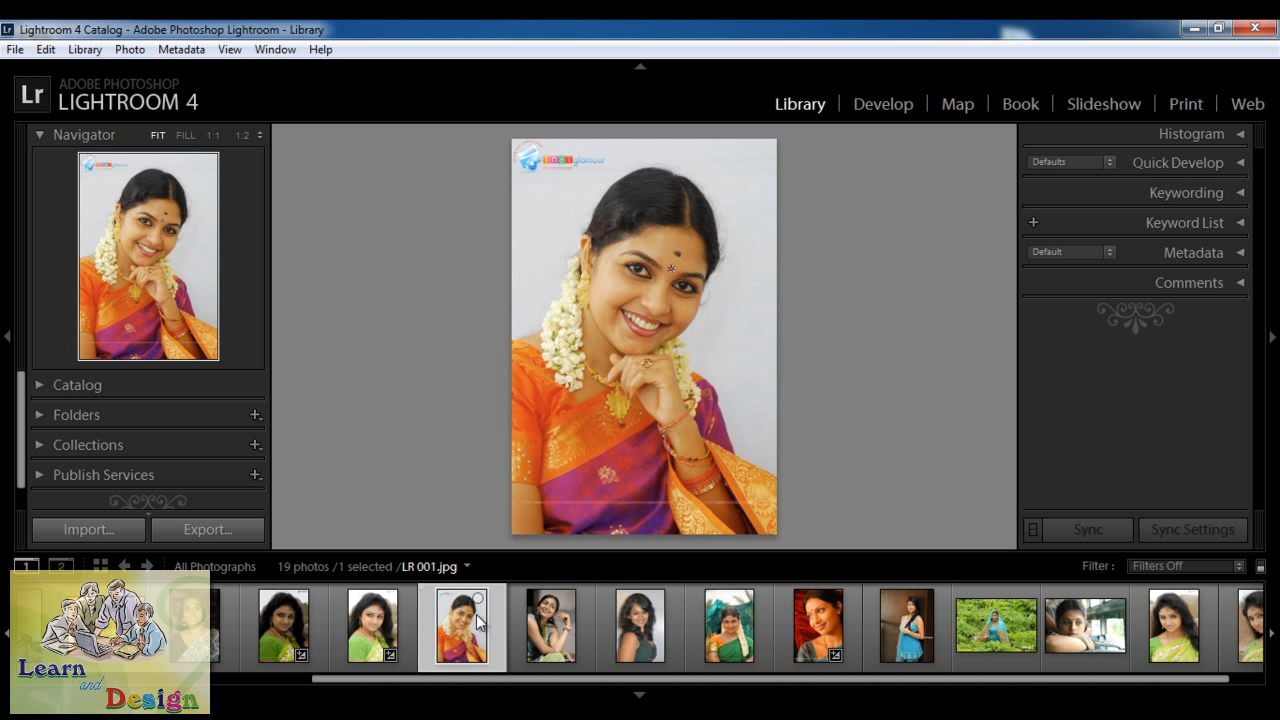 Lightroom 4 Catalog - Adobe Photoshop Lightroom - Library
File Edit Library Photo Metadata View Window Help
Lr ADOBE PHOTOSHOP
LIGHTROOM 4
Library Develop Map Book Slideshow Print Web
Navigator FIT FILL 1:1 1:2
Histogram
Defaults Quick Develop
Keywording
Keyword List
Default Metadata
Comments
glamour
Catalog
Folders
Collections
Publish Services
Import... Export...
Sync Sync Settings
1 2 All Photographs 19 photos /1 selected /LR 001.jpg
Filter : Filters Off
Learn
and
Design